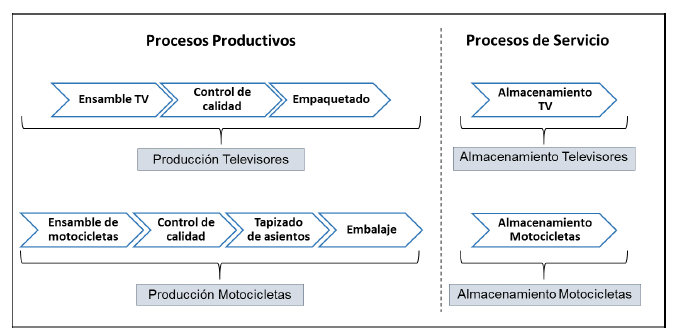 Procesos Productivos
Procesos de Servicio
Ensamble TV
Control de
calidad
Empaquetado
Almacenamiento
TV
Producción Televisores
Almacenamiento Televisores
Ensamble de
motocicletas
Control de
calidad
Tapizado
de asientos
Embalaje
Almacenamiento
Motocicletas
Producción Motocicletas
Almacenamiento Motocicletas